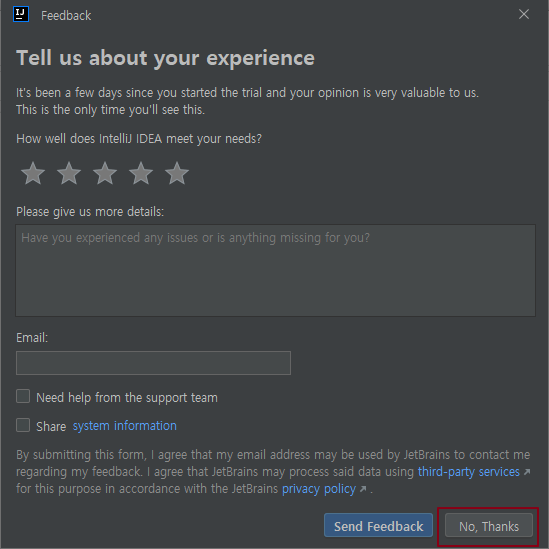 IJ
Feedback
Tell us about your experience
It's been a few days since you started the trial and your opinion is very valuable to us.
This is the only time you'll see this.
How well does IntelliJ IDEA meet your needs?
Please give us more details:
Have you experienced any issues or is anything missing for you?
Email:
Need help from the support team
Share system information
By submitting this form, I agree that my email address may be used by JetBrains to contact me
regarding my feedback. I agree that JetBrains may process said data using third-party services ↗
for this purpose in accordance with the JetBrains privacy policy ↗ .
Send Feedback
No, Thanks